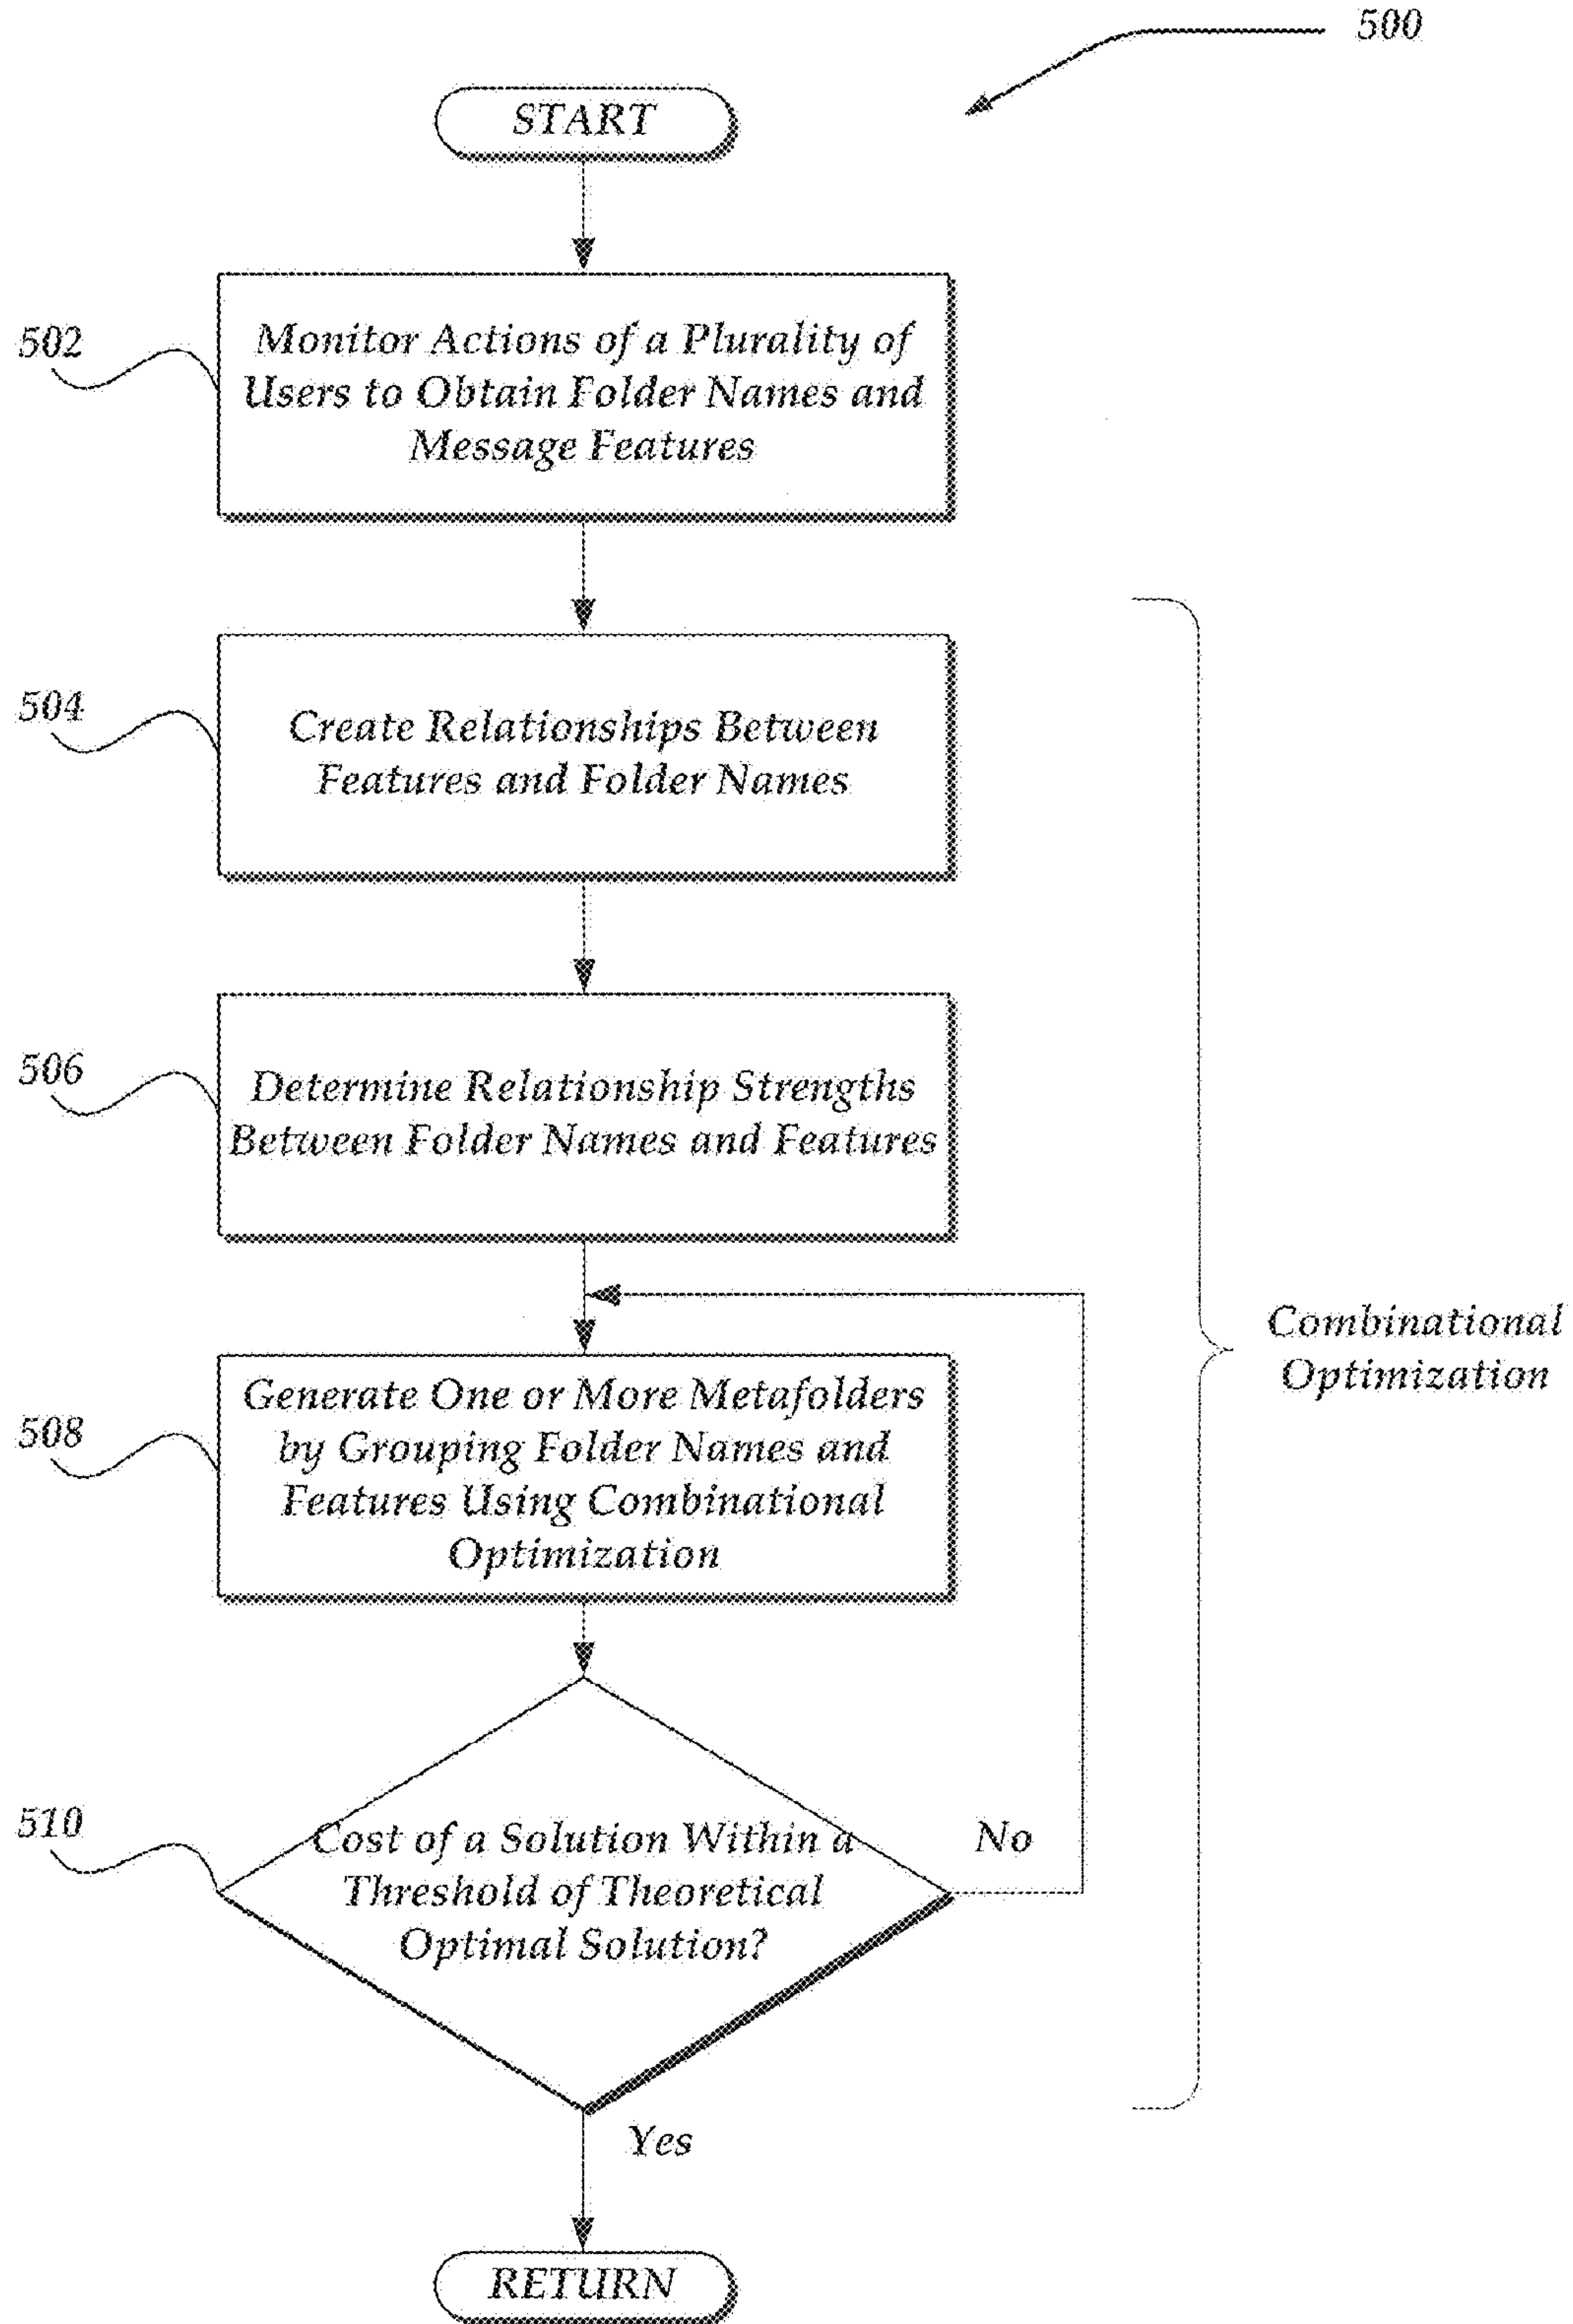 500
START
502
Monitor Actions of a Plurality of
Users to Obtain Folder Names and
Message Features
504
Create Relationships Between
Features and Folder Names
506
Determine Relationship Strengths
Between Folder Names and Features
Combinational
Optimization
508
Generate One or More Metafolders
by Grouping Folder Names and
Features Using Combinational
Optimization
510
Cost of a Solution Within a
Threshold of Theoretical
Optimal Solution?
No
Yes
RETURN